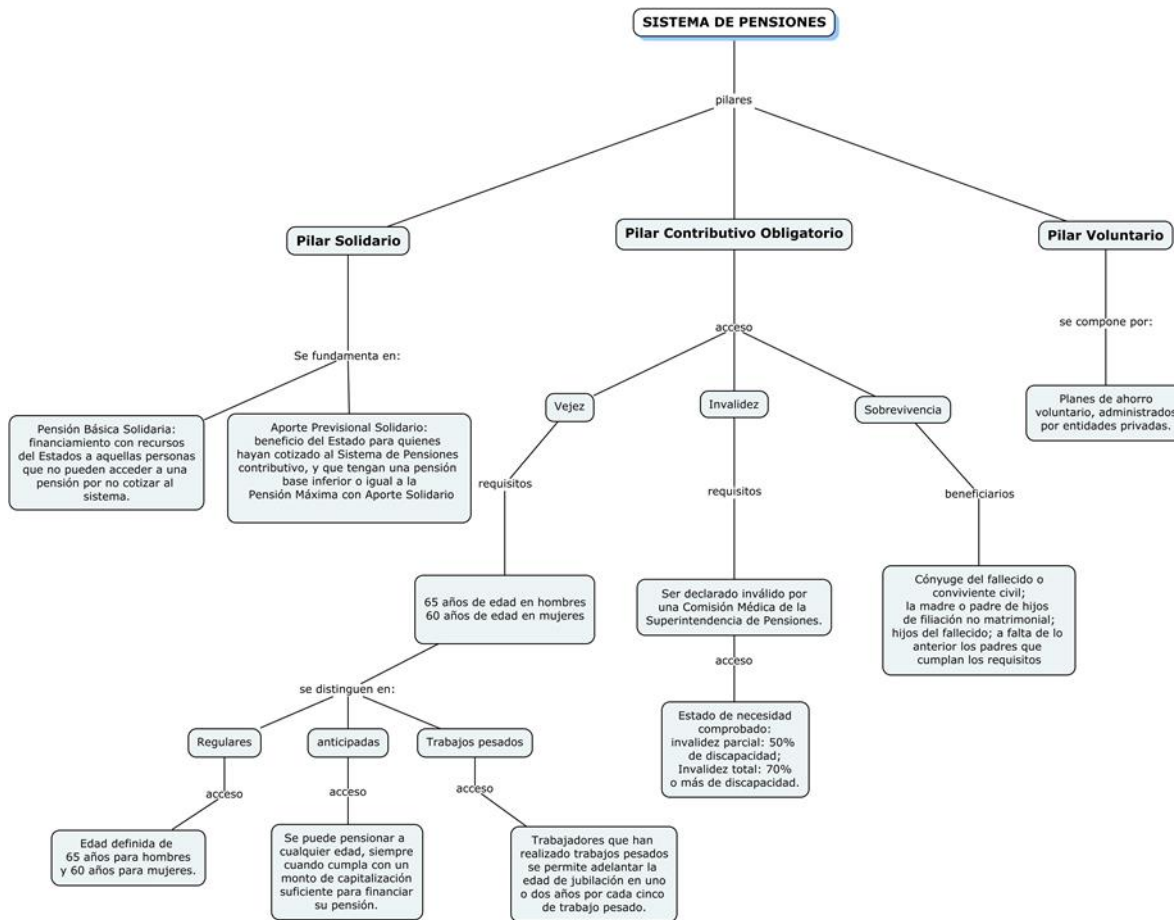 SISTEMA DE PENSIONES
pilares
Pilar Solidario
Pilar Contributivo Obligatorio
Pilar Voluntario
Se fundamenta en:
acceso
se compone por:
Pensión Básica Solidaria:
financiamiento con recursos
del Estados a aquellas personas
que no pueden acceder a una
pensión por no cotizar al
sistema.
Aporte Previsional Solidario:
beneficio del Estado para quienes
hayan cotizado al Sistema de Pensiones
contributivo, y que tengan una pensión
base inferior o igual a la
Pensión Máxima con Aporte Solidario
Vejez
Invalidez
Sobrevivencia
Planes de ahorro
voluntario, administrados
por entidades privadas.
requisitos
requisitos
beneficiarios
65 años de edad en hombres
60 años de edad en mujeres
Ser declarado inválido por
una Comisión Médica de la
Superintendencia de Pensiones.
Cónyuge del fallecido o
conviviente civil;
la madre o padre de hijos
de filiación no matrimonial;
hijos del fallecido; a falta de lo
anterior los padres que
cumplan los requisitos
se distinguen en:
acceso
Regulares
anticipadas
Trabajos pesados
Estado de necesidad
comprobado:
invalidez parcial: 50%
de discapacidad;
Invalidez total: 70%
o más de discapacidad.
acceso
acceso
acceso
Edad definida de
65 años para hombres
y 60 años para mujeres.
Se puede pensionar a
cualquier edad, siempre
cuando cumpla con un
monto de capitalización
suficiente para financiar
su pensión.
Trabajadores que han
realizado trabajos pesados
se permite adelantar la
edad de jubilación en uno
o dos años por cada cinco
de trabajo pesado.